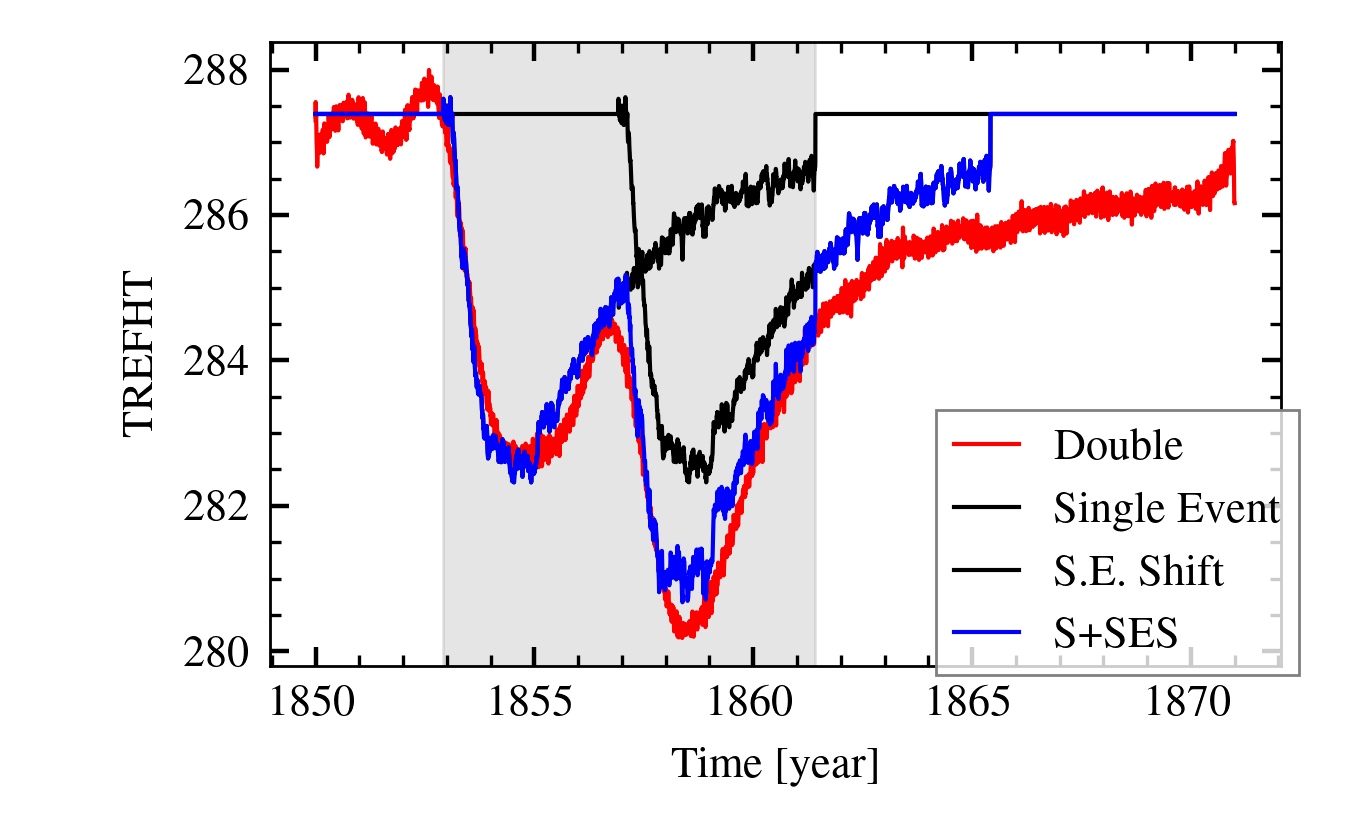 288
286
284
282
280
TREFHT
1850 1855 1860 1865 1870
Time [year]
Double
Single Event
S.E. Shift
S+SES